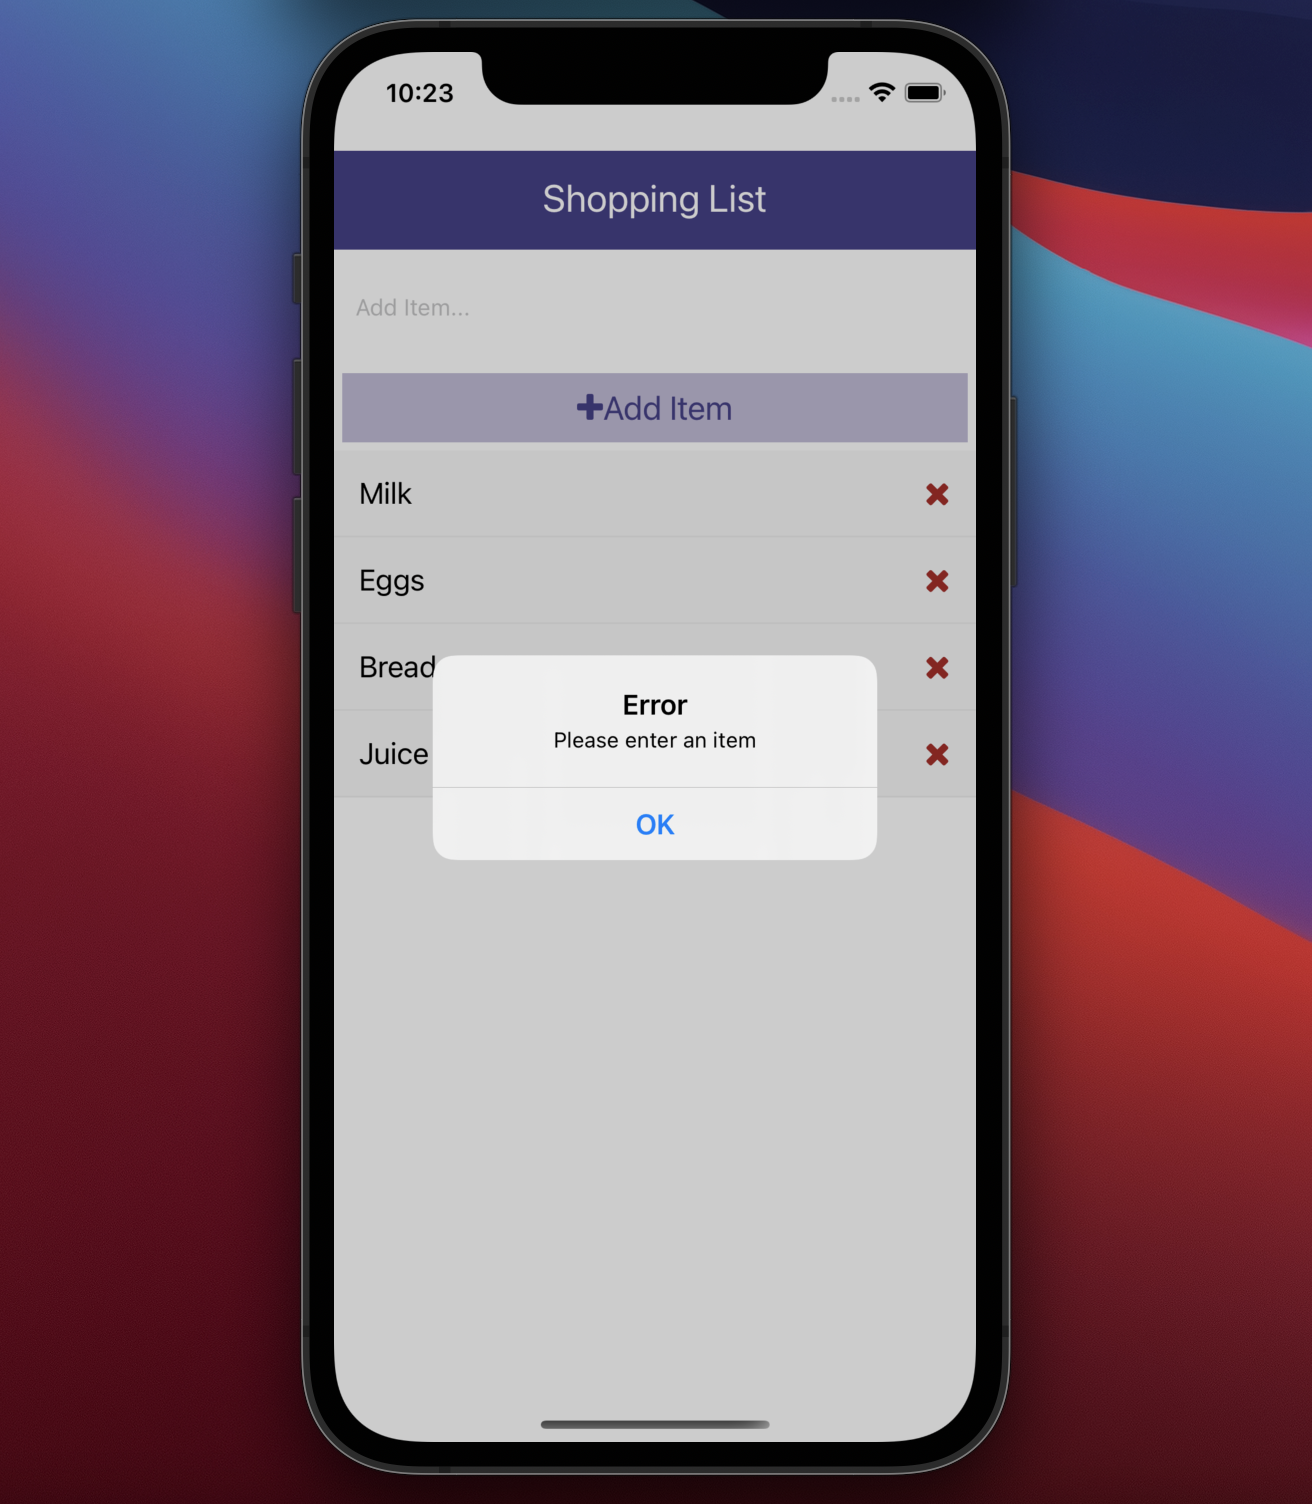 10:23
Shopping List
Add Item...
Add Item
Milk
Eggs
Bread
Juice
Error
Please enter an item
OK